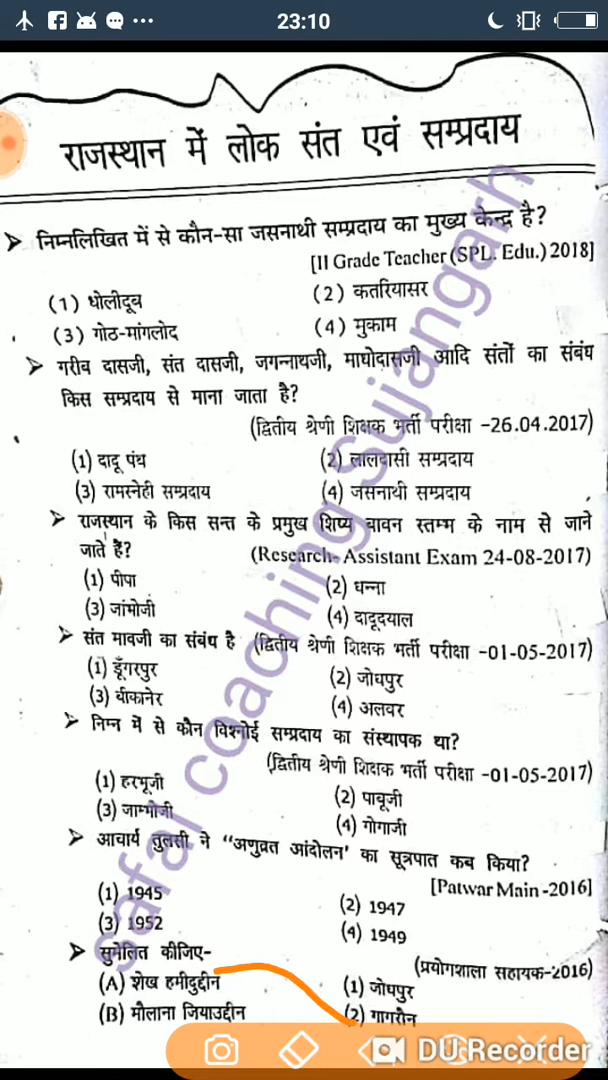 23:10
राजस्थान में लोक संत एवं सम्प्रदाय
➤ निम्नलिखित में से कौन-सा जसनाथी सम्प्रदाय का मुख्य केन्द्र है?
[II Grade Teacher (SPL. Edu.) 2018]
(1) धोलीदूब (2) कतरियासर
(3) गोठ-मांगलोद (4) मुकाम
➤ गरीब दासजी, संत दासजी, जगन्नाथजी, माधोदासजी आदि संतों का संबंध
किस सम्प्रदाय से माना जाता है?
(द्वितीय श्रेणी शिक्षक भर्ती परीक्षा -26.04.2017)
(1) दादू पंथ (2) लालदासी सम्प्रदाय
(3) रामस्नेही सम्प्रदाय (4) जसनाथी सम्प्रदाय
➤ राजस्थान के किस सन्त के प्रमुख शिष्य बावन स्तम्भ के नाम से जाने
जाते हैं? (Research- Assistant Exam 24-08-2017)
(1) पीपा (2) धन्ना
(3) जांभोजी (4) दादूदयाल
➤ संत मावजी का संबंध है (द्वितीय श्रेणी शिक्षक भर्ती परीक्षा -01-05-2017)
(1) डूँगरपुर (2) जोधपुर
(3) बीकानेर (4) अलवर
➤ निम्न में से कौन विश्नोई सम्प्रदाय का संस्थापक था?
(द्वितीय श्रेणी शिक्षक भर्ती परीक्षा -01-05-2017)
(1) हरभूजी (2) पाबूजी
(3) जाम्भोजी (4) गोगाजी
➤ आचार्य तुलसी ने "अणुव्रत आंदोलन' का सूत्रपात कब किया?
[Patwar Main -2016]
(1) 1945 (2) 1947
(3) 1952 (4) 1949
➤ सुमेलित कीजिए-
(प्रयोगशाला सहायक-2016)
(A) शेख हमीदुद्दीन (1) जोधपुर
(B) मौलाना जियाउद्दीन (2) गागरौन
safal coaching Sujangarh
DU Recorder